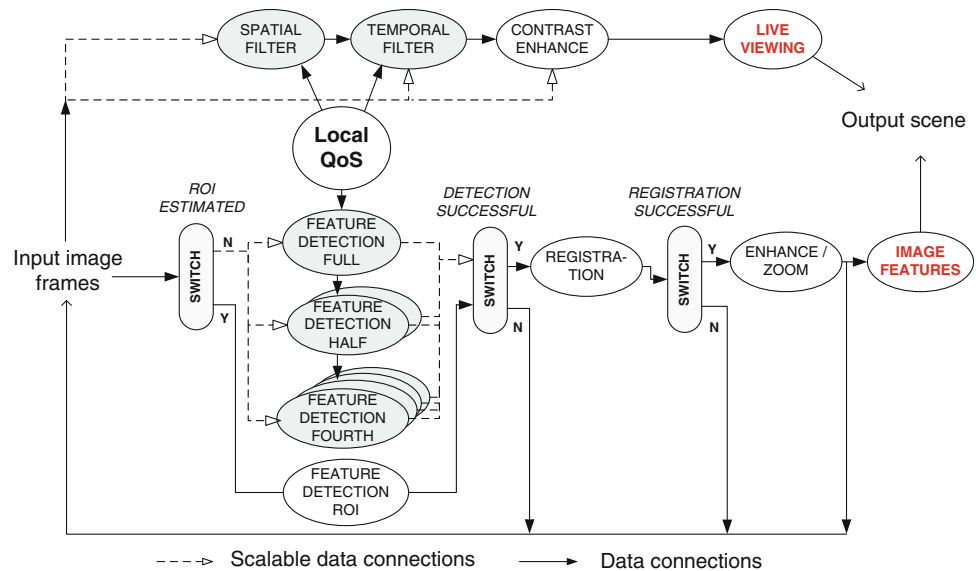 SPATIAL
FILTER
TEMPORAL
FILTER
CONTRAST
ENHANCE
LIVE
VIEWING
Output scene
Local
QoS
ROI
ESTIMATED
DETECTION
SUCCESSFUL
REGISTRATION
SUCCESSFUL
Input image
frames
SWITCH
N
Y
FEATURE
DETECTION
FULL
FEATURE
DETECTION
HALF
FEATURE
DETECTION
FOURTH
FEATURE
DETECTION
ROI
SWITCH
Y
N
REGISTRA-
TION
SWITCH
Y
N
ENHANCE /
ZOOM
IMAGE
FEATURES
Scalable data connections
Data connections